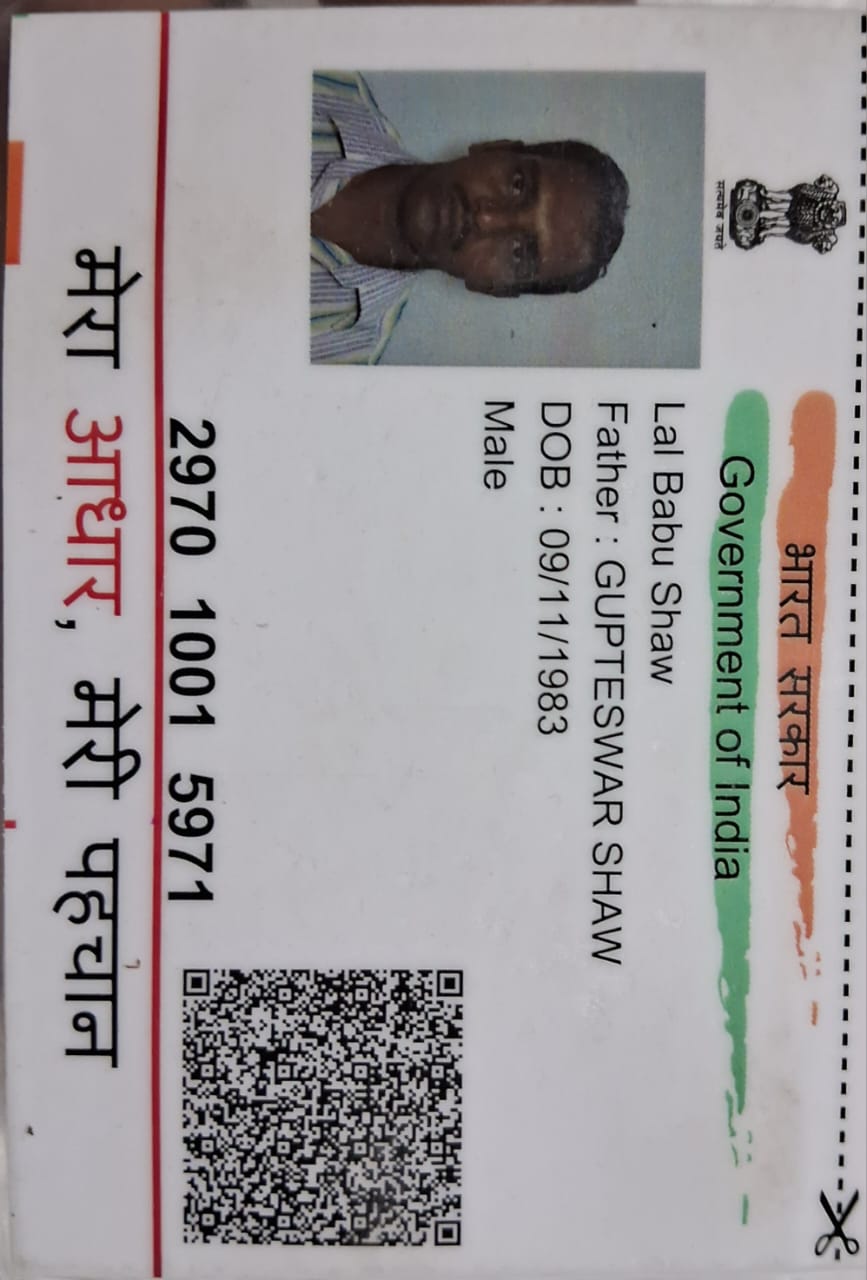 भारत सरकार
Government of India
सत्यमेव जयते
Lal Babu Shaw
Father : GUPTESWAR SHAW
DOB : 09/11/1983
Male
2970 1001 5971
मेरा आधार, मेरी पहचान